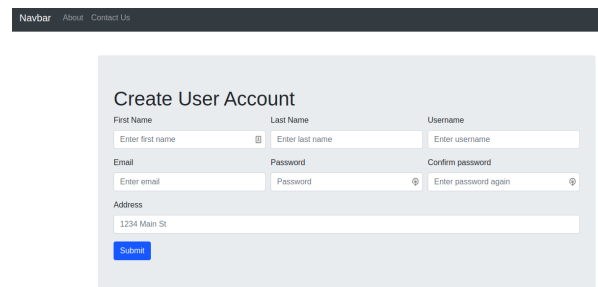 Navbar About Contact Us
Create User Account
First Name Last Name Username
Enter first name Enter last name Enter username
Email Password Confirm password
Enter email Password Enter password again
Address
1234 Main St
Submit